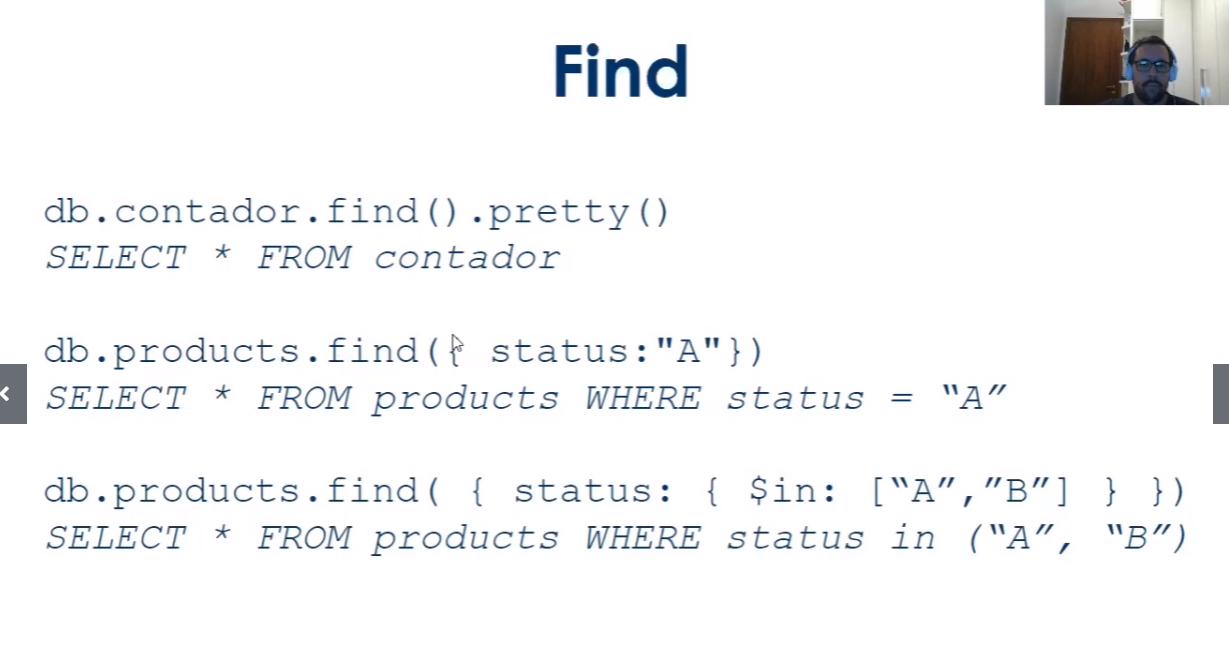 Find
db.contador.find().pretty()
SELECT * FROM contador
db.products.find({ status:"A"})
SELECT * FROM products WHERE status = “A”
db.products.find( { status: { $in: [“A”,”B”] } })
SELECT * FROM products WHERE status in (“A”, “B”)